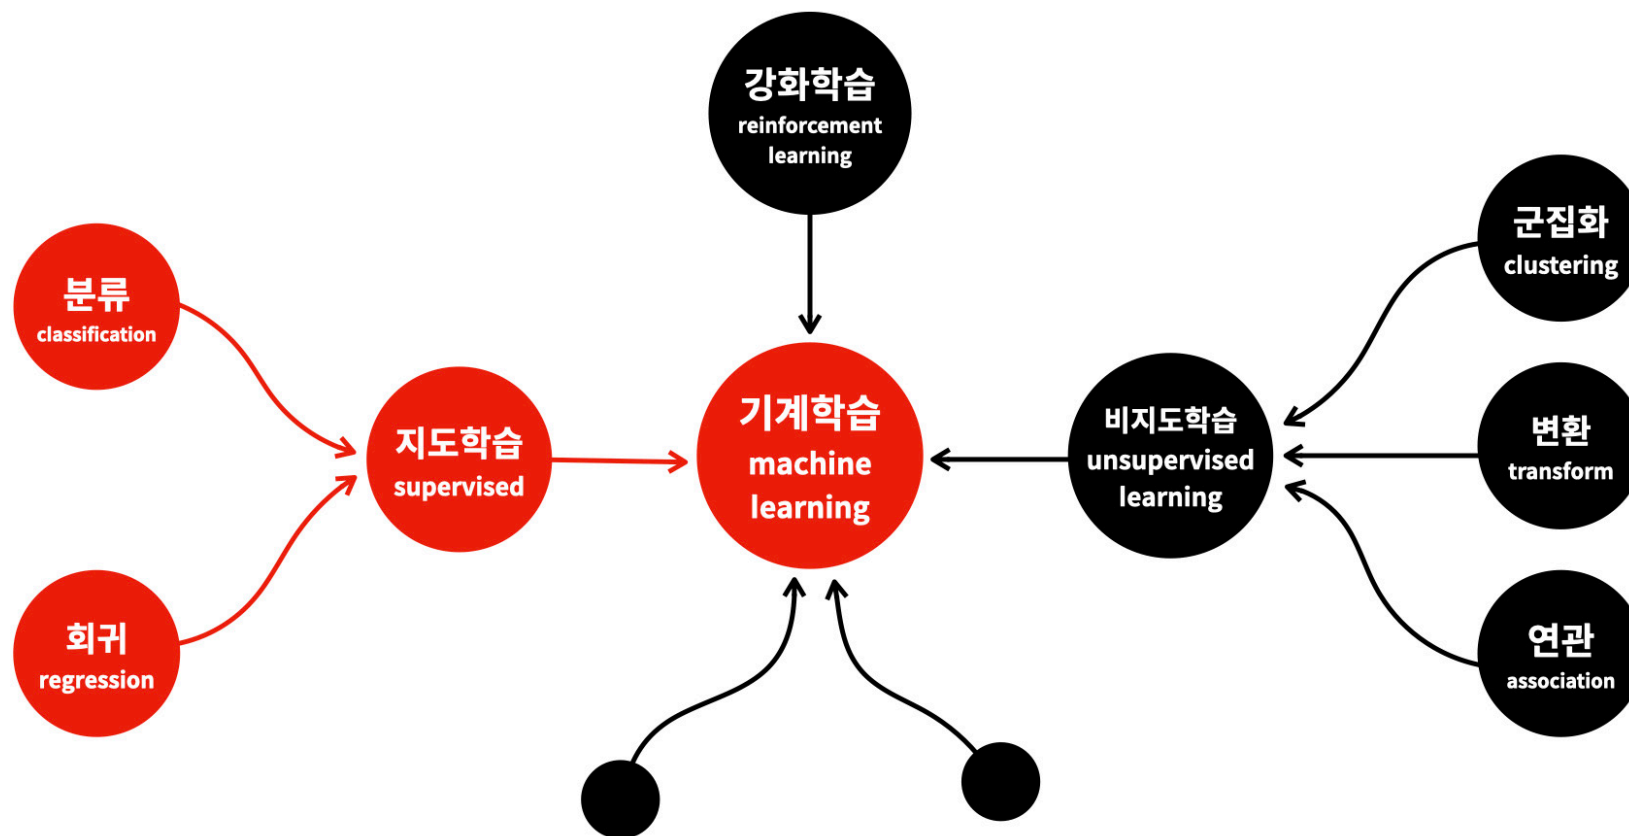 강화학습
reinforcement
learning
분류
classification
회귀
regression
지도학습
supervised
기계학습
machine
learning
비지도학습
unsupervised
learning
군집화
clustering
변환
transform
연관
association